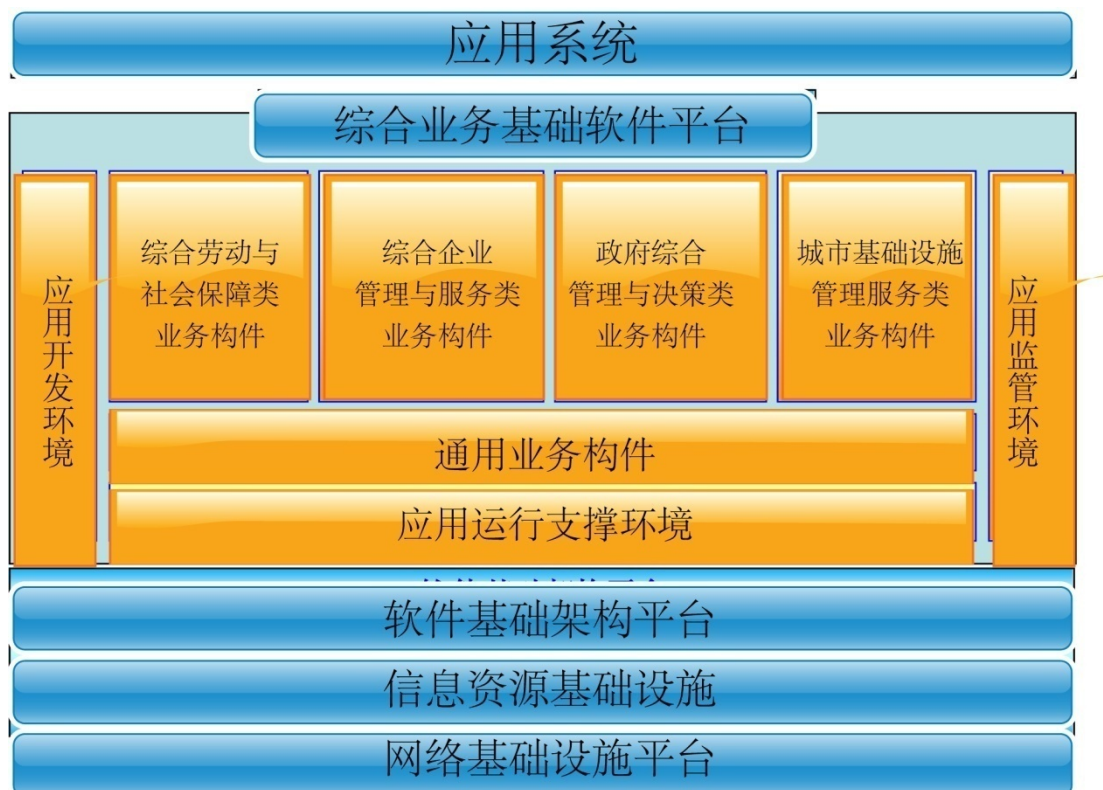 应用系统
综合业务基础软件平台
应用开发环境
综合劳动与
社会保障类
业务构件
综合企业
管理与服务类
业务构件
政府综合
管理与决策类
业务构件
城市基础设施
管理服务类
业务构件
应用监管环境
通用业务构件
应用运行支撑环境
软件基础架构平台
信息资源基础设施
网络基础设施平台